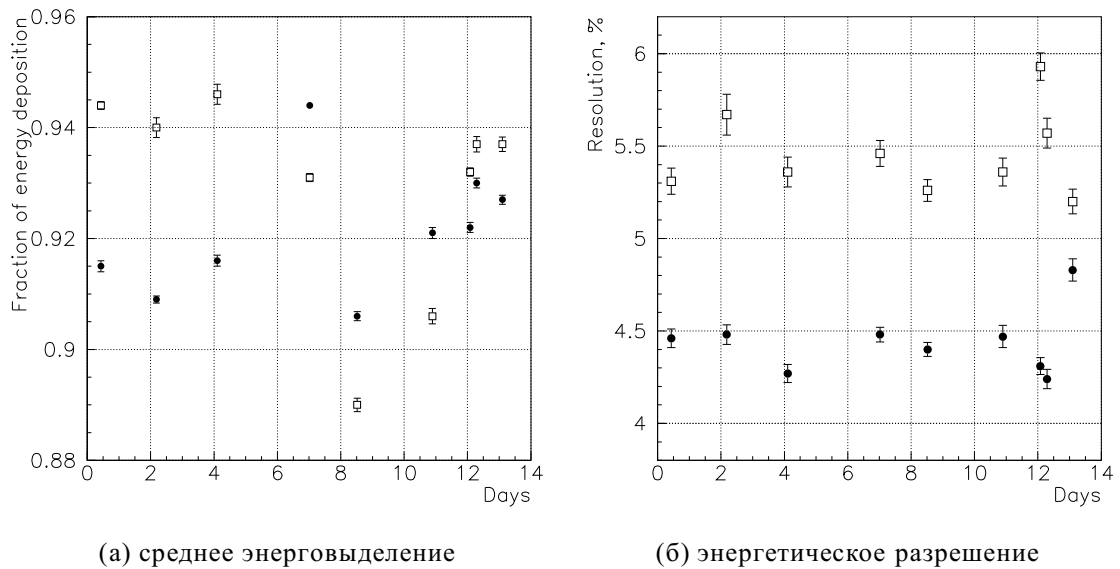 Fraction of energy deposition
0.96
0.94
0.92
0.9
0.88
0 2 4 6 8 10 12 14
Days
(а) среднее энерговыделение
Resolution, %
6
5.5
5
4.5
4
0 2 4 6 8 10 12 14
Days
(б) энергетическое разрешение